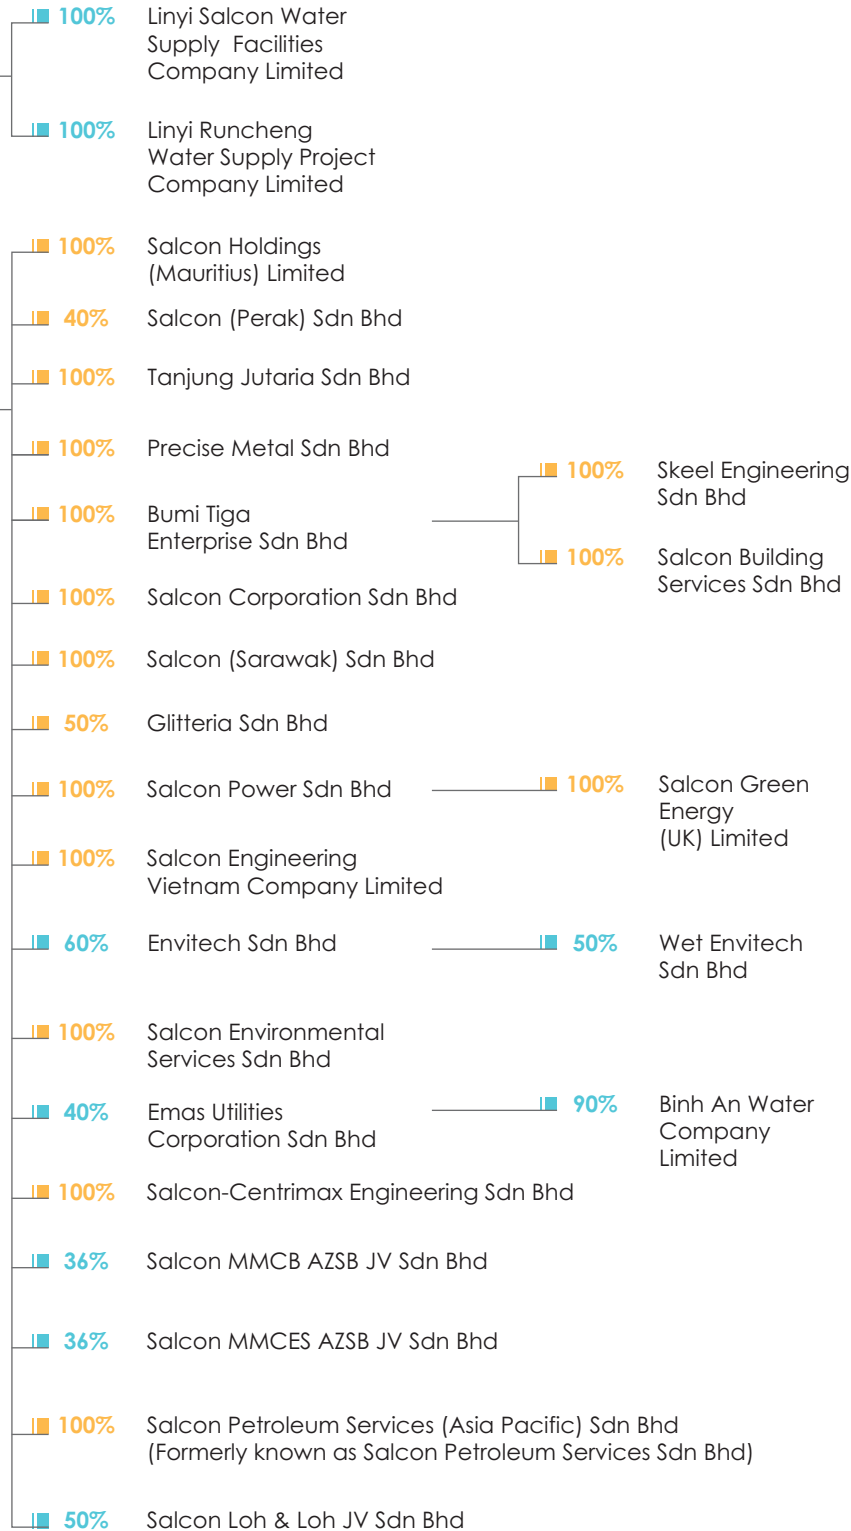 100% Linyi Salcon Water
Supply Facilities
Company Limited
100% Linyi Runcheng
Water Supply Project
Company Limited
100% Salcon Holdings
(Mauritius) Limited
40% Salcon (Perak) Sdn Bhd
100% Tanjung Jutaria Sdn Bhd
100% Precise Metal Sdn Bhd
100% Bumi Tiga
Enterprise Sdn Bhd
100% Skeel Engineering
Sdn Bhd
100% Salcon Building
Services Sdn Bhd
100% Salcon Corporation Sdn Bhd
100% Salcon (Sarawak) Sdn Bhd
50% Glitteria Sdn Bhd
100% Salcon Power Sdn Bhd
100% Salcon Green
Energy
(UK) Limited
100% Salcon Engineering
Vietnam Company Limited
60% Envitech Sdn Bhd
50% Wet Envitech
Sdn Bhd
100% Salcon Environmental
Services Sdn Bhd
40% Emas Utilities
Corporation Sdn Bhd
90% Binh An Water
Company
Limited
100% Salcon-Centrimax Engineering Sdn Bhd
36% Salcon MMCB AZSB JV Sdn Bhd
36% Salcon MMCES AZSB JV Sdn Bhd
100% Salcon Petroleum Services (Asia Pacific) Sdn Bhd
(Formerly known as Salcon Petroleum Services Sdn Bhd)
50% Salcon Loh & Loh JV Sdn Bhd